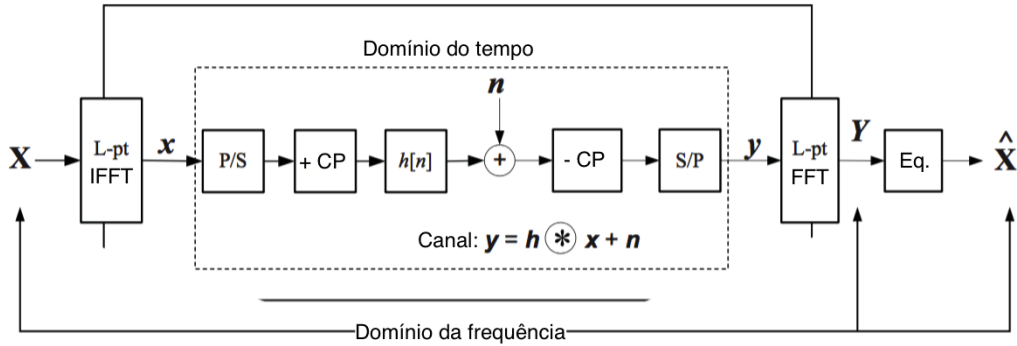 Domínio do tempo
n
X
L-pt
IFFT
x
P/S
+ CP
h[n]
+
- CP
S/P
y
L-pt
FFT
Y
Eq.
X̂
Canal: y = h ⊛ x + n
Domínio da frequência